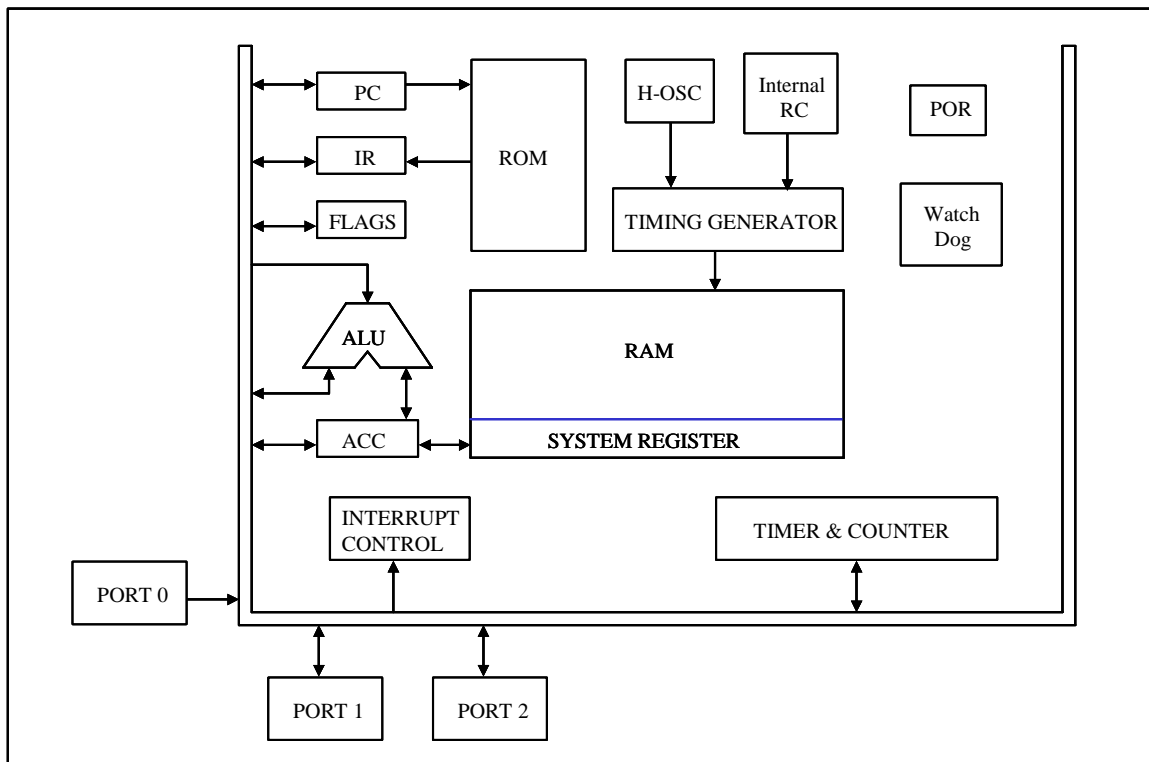 PC
IR
FLAGS
ROM
H-OSC
Internal
RC
POR
TIMING GENERATOR
Watch
Dog
ALU
RAM
ACC
SYSTEM REGISTER
INTERRUPT
CONTROL
TIMER & COUNTER
PORT 0
PORT 1
PORT 2